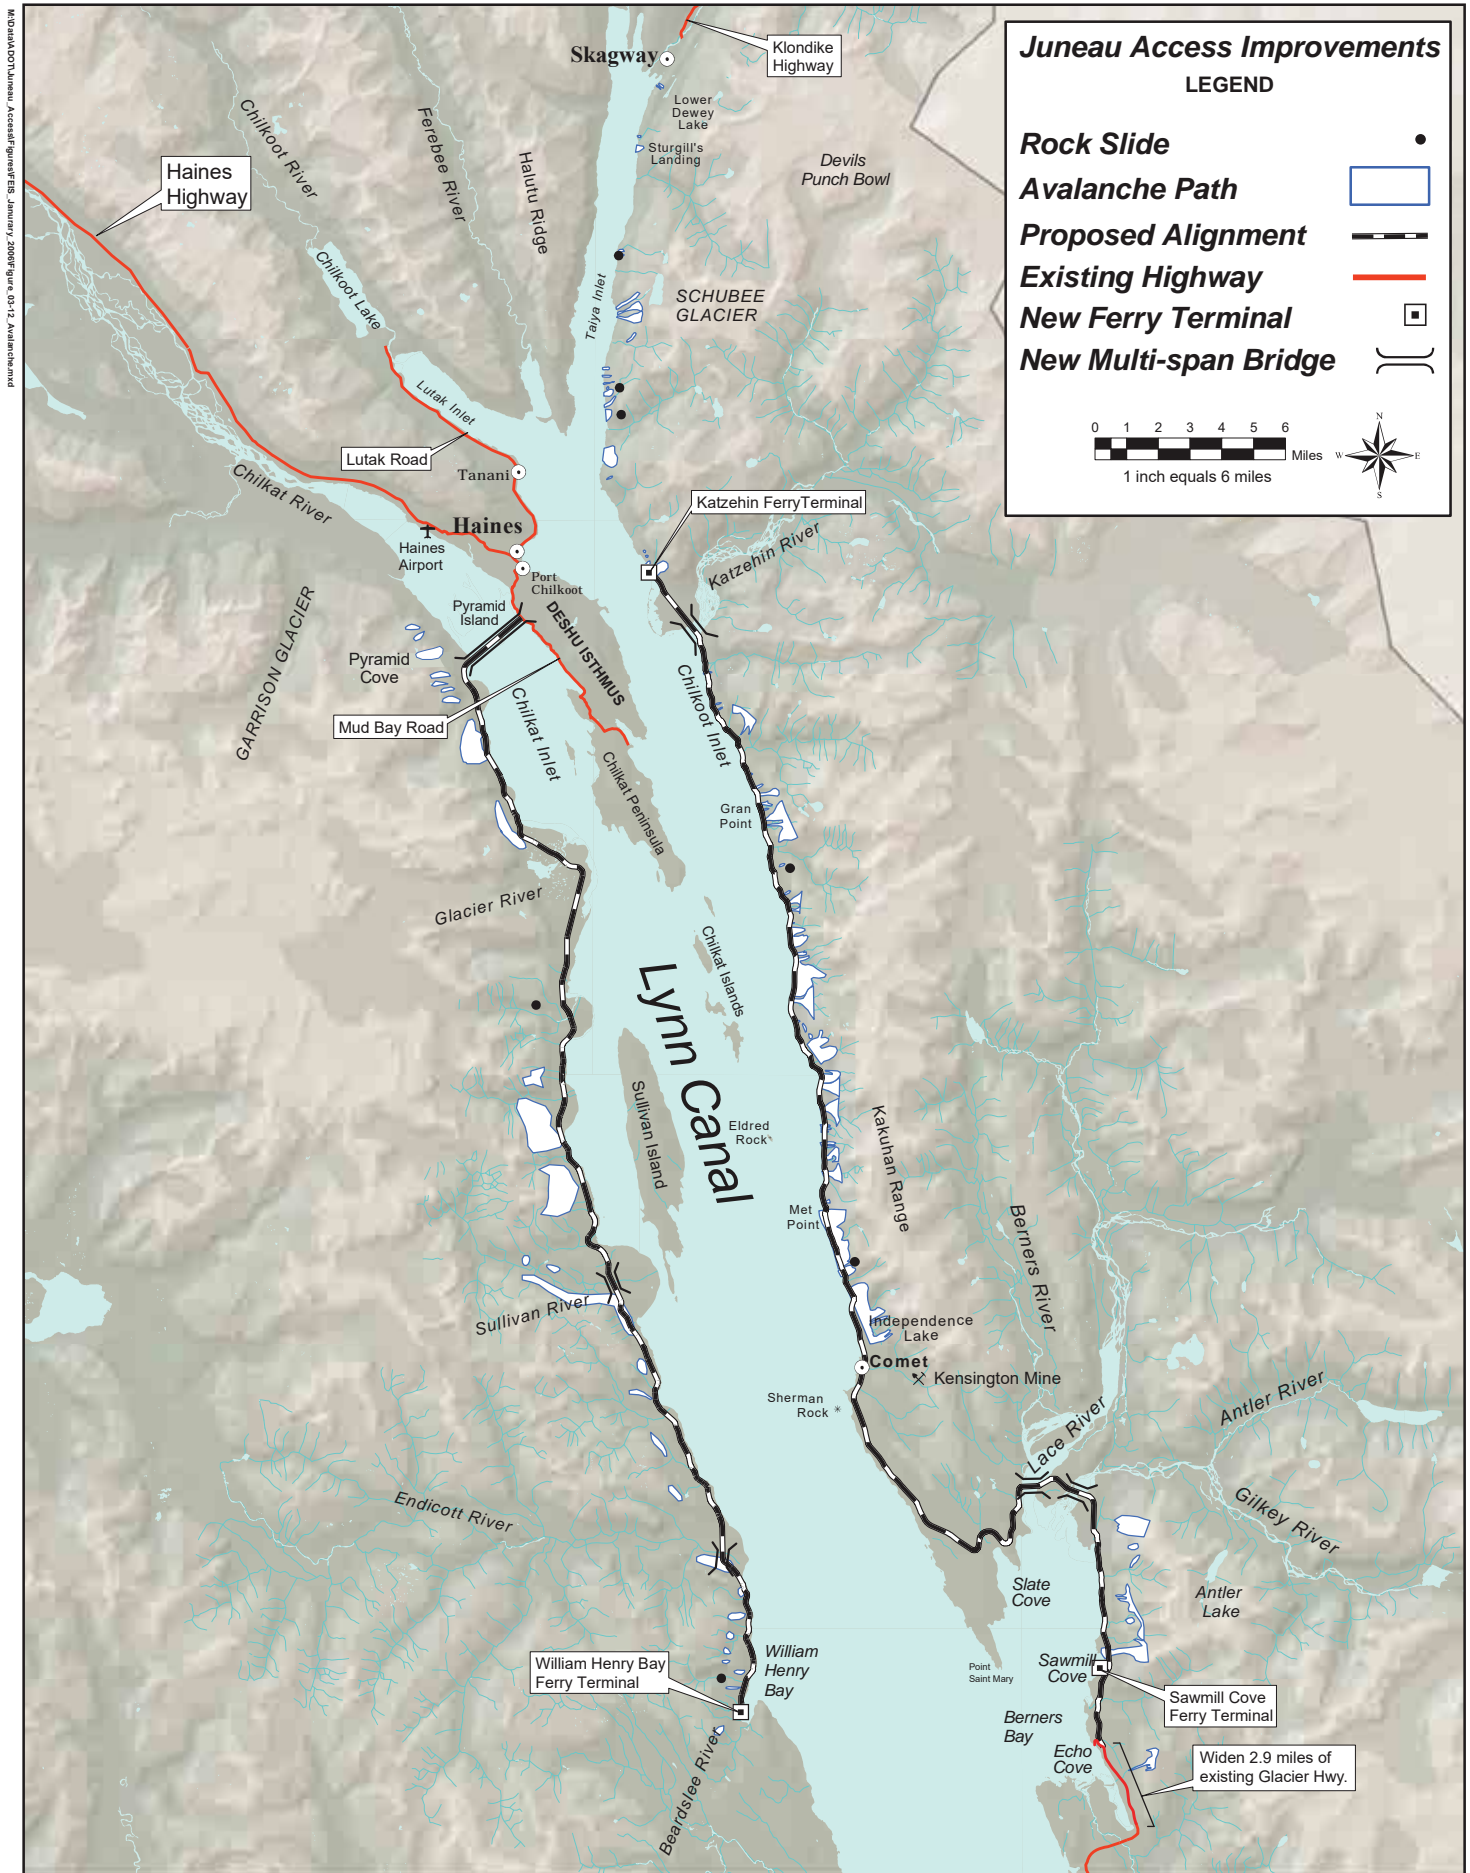 M:\Data\ADOT\Juneau_Access\Figures\FEIS_Janurary_2006\Figure_03-12_Avalanche.mxd
Juneau Access Improvements
LEGEND
Rock Slide
Avalanche Path
Proposed Alignment
Existing Highway
New Ferry Terminal
New Multi-span Bridge
0 1 2 3 4 5 6
Miles
1 inch equals 6 miles
N
W
E
S
Skagway
Klondike
Highway
Lower
Dewey
Lake
Sturgill's
Landing
Devils
Punch Bowl
Haines
Highway
Chilkoot River
Ferebee River
Halutu Ridge
Chilkoot Lake
Taiya Inlet
SCHUBEE
GLACIER
Lutak Inlet
Lutak Road
Tanani
Chilkat River
Haines
Haines
Airport
Port
Chilkoot
Katzehin FerryTerminal
Katzehin River
GARRISON GLACIER
Pyramid
Island
DESHU ISTHMUS
Pyramid
Cove
Chilkat Inlet
Chilkoot Inlet
Mud Bay Road
Chilkat Peninsula
Gran
Point
Glacier River
Chilkat Islands
Lynn Canal
Sullivan Island
Eldred
Rock
Kakuhan Range
Met
Point
Berners River
Sullivan River
Independence
Lake
Comet
Kensington Mine
Sherman
Rock
Antler River
Lace River
Endicott River
Gilkey River
Slate
Cove
Antler
Lake
William Henry Bay
Ferry Terminal
William
Henry
Bay
Point
Saint Mary
Sawmill
Cove
Sawmill Cove
Ferry Terminal
Berners
Bay
Echo
Cove
Widen 2.9 miles of
existing Glacier Hwy.
Beardslee River